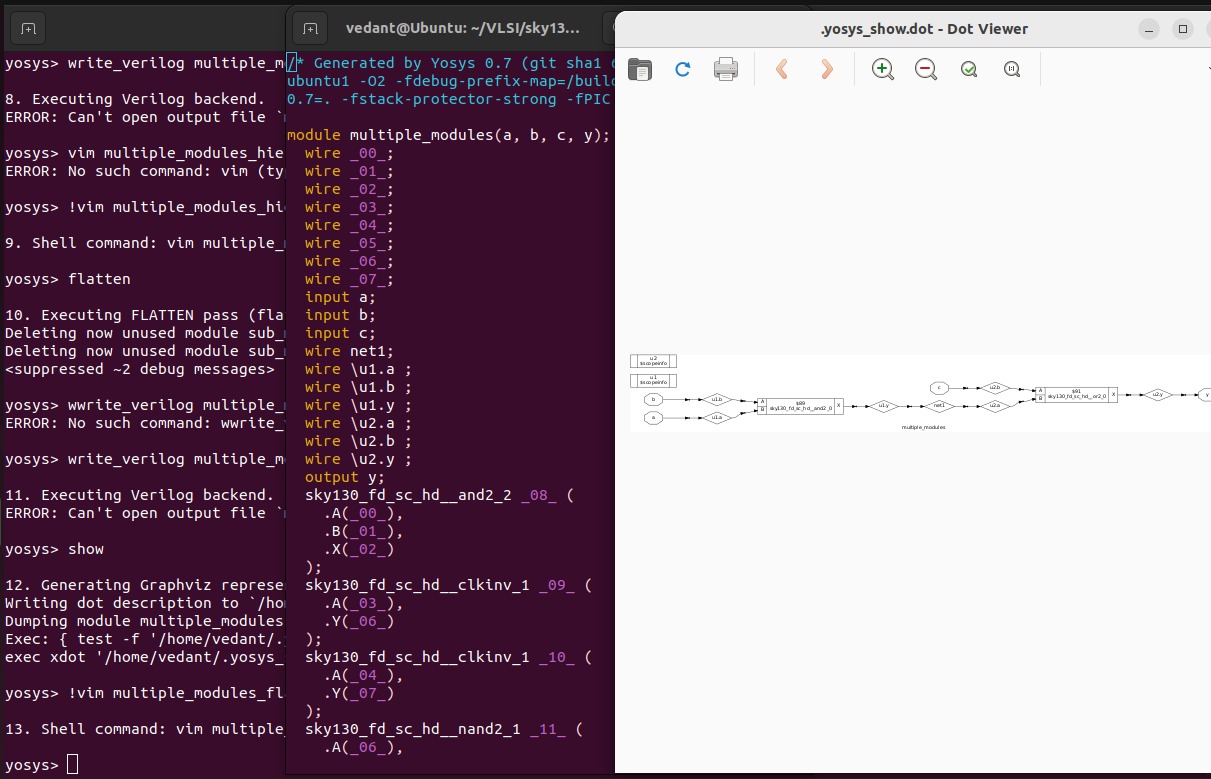 vedant@Ubuntu: ~/VLSI/sky13...
.yosys_show.dot - Dot Viewer
yosys> write_verilog multiple_m
8. Executing Verilog backend.
ERROR: Can't open output file `
yosys> vim multiple_modules_hie
ERROR: No such command: vim (ty
yosys> !vim multiple_modules_hi
9. Shell command: vim multiple_
yosys> flatten
10. Executing FLATTEN pass (fla
Deleting now unused module sub_
Deleting now unused module sub_
<suppressed ~2 debug messages>
yosys> wwrite_verilog multiple_
ERROR: No such command: wwrite_
yosys> write_verilog multiple_m
11. Executing Verilog backend.
ERROR: Can't open output file `
yosys> show
12. Generating Graphviz represe
Writing dot description to `/ho
Dumping module multiple_modules
Exec: { test -f '/home/vedant/.
exec xdot '/home/vedant/.yosys_
yosys> !vim multiple_modules_fl
13. Shell command: vim multiple_
yosys>
/* Generated by Yosys 0.7 (git sha1 6
ubuntu1 -O2 -fdebug-prefix-map=/build
0.7=. -fstack-protector-strong -fPIC
module multiple_modules(a, b, c, y);
wire _00_;
wire _01_;
wire _02_;
wire _03_;
wire _04_;
wire _05_;
wire _06_;
wire _07_;
input a;
input b;
input c;
wire net1;
wire \u1.a ;
wire \u1.b ;
wire \u1.y ;
wire \u2.a ;
wire \u2.b ;
wire \u2.y ;
output y;
sky130_fd_sc_hd__and2_2 _08_ (
.A(_00_),
.B(_01_),
.X(_02_)
);
sky130_fd_sc_hd__clkinv_1 _09_ (
.A(_03_),
.Y(_06_)
);
sky130_fd_sc_hd__clkinv_1 _10_ (
.A(_04_),
.Y(_07_)
);
sky130_fd_sc_hd__nand2_1 _11_ (
.A(_06_),
u2
$scopeinfo
u1
$scopeinfo
b
a
u1.b
u1.a
A
B
$89
sky130_fd_sc_hd__and2_0
X
u1.y
net1
c
u2.b
u2.a
A
B
$91
sky130_fd_sc_hd__or2_0
X
u2.y
y
multiple_modules